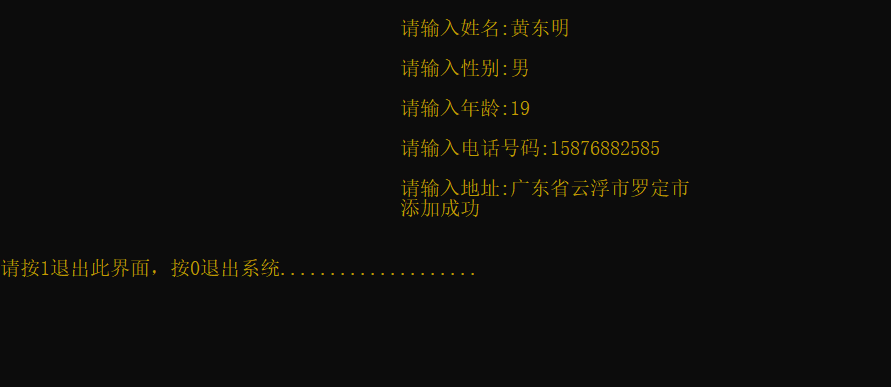 请输入姓名:黄东明
请输入性别:男
请输入年龄:19
请输入电话号码:15876882585
请输入地址:广东省云浮市罗定市
添加成功
请按1退出此界面，按0退出系统....................